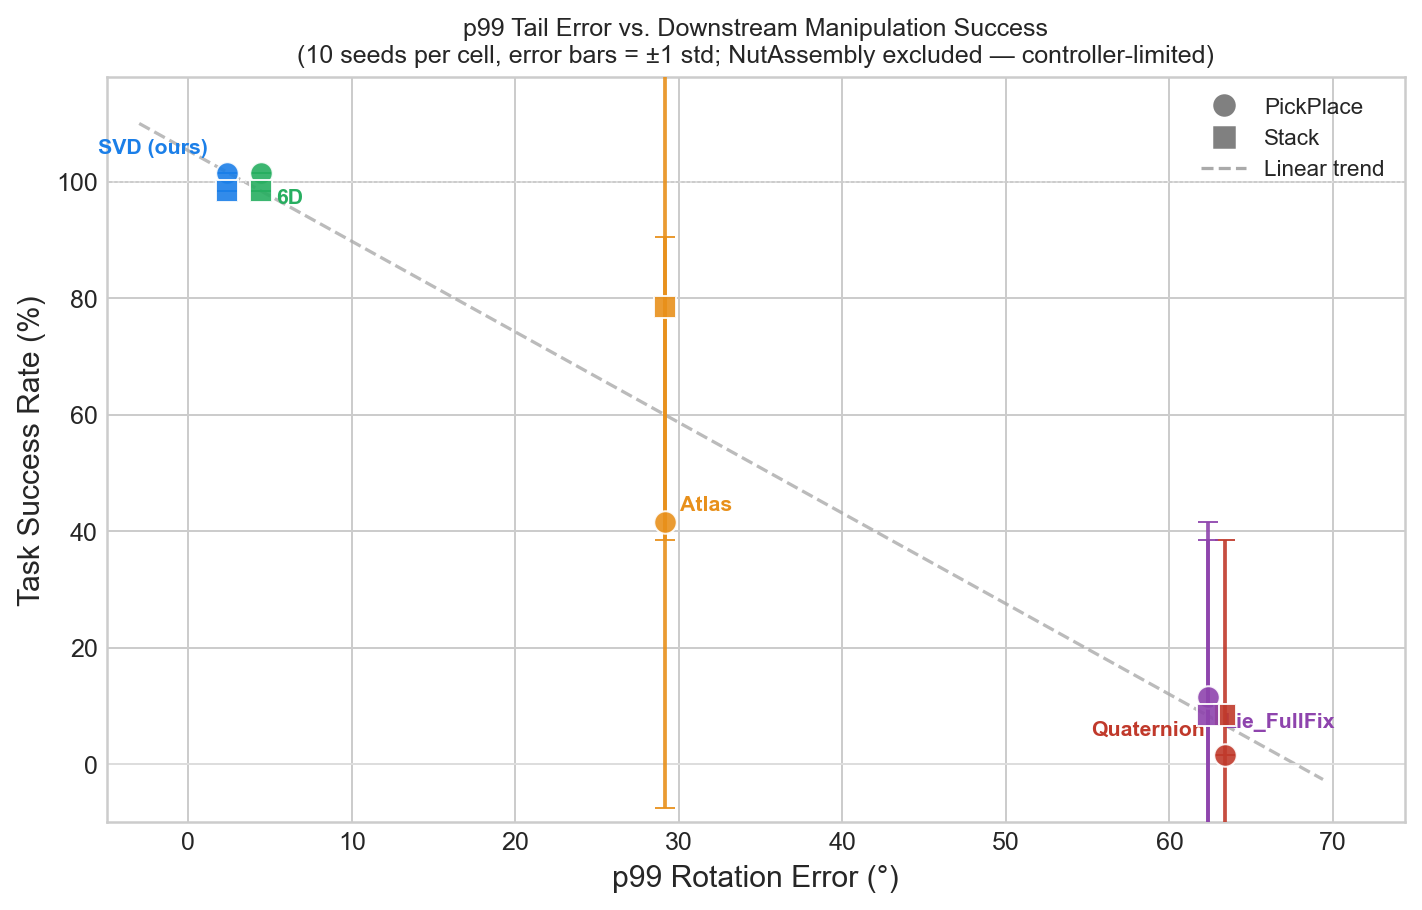 p99 Tail Error vs. Downstream Manipulation Success
(10 seeds per cell, error bars = ±1 std; NutAssembly excluded — controller-limited)
PickPlace
Stack
Linear trend
SVD (ours)
6D
Atlas
Quaternion
ie_FullFix
100
80
60
40
20
0
Task Success Rate (%)
0
10
20
30
40
50
60
70
p99 Rotation Error (°)